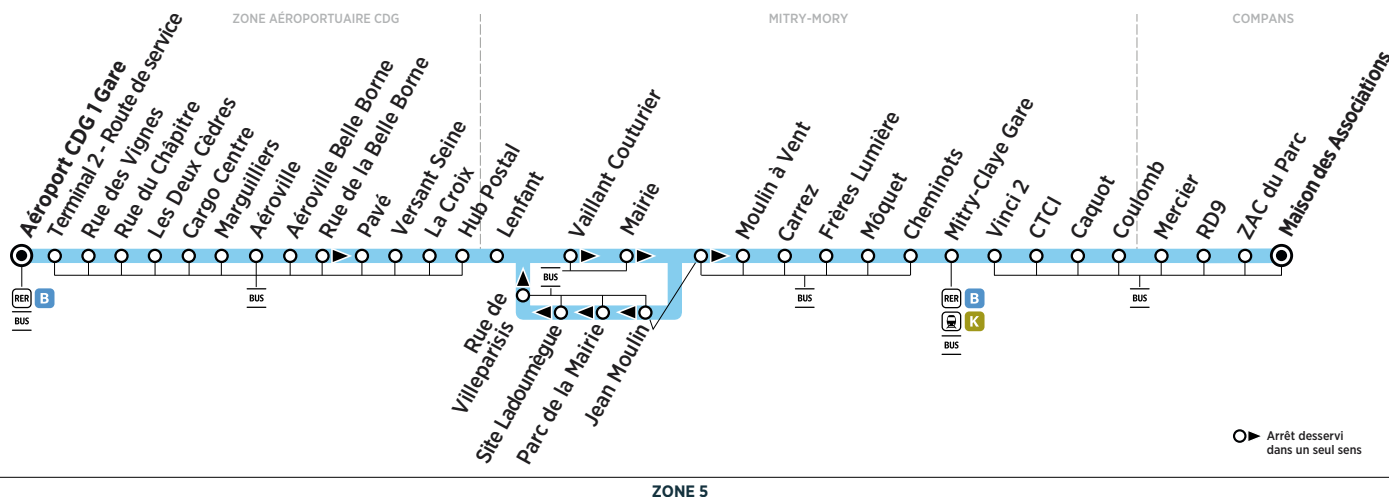 ZONE AÉROPORTUAIRE CDG
MITRY-MORY
COMPANS
Aéroport CDG 1 Gare
Terminal 2 - Route de service
Rue des Vignes
Rue du Châpitre
Les Deux Cèdres
Cargo Centre
Marguilliers
Aéroville
Aéroville Belle Borne
Rue de la Belle Borne
Pavé
Versant Seine
La Croix
Hub Postal
Lenfant
Vaillant Couturier
Mairie
Moulin à Vent
Carrez
Frères Lumière
Môquet
Cheminots
Mitry-Claye Gare
Vinci 2
CTCI
Caquot
Coulomb
Mercier
RD9
ZAC du Parc
Maison des Associations
RER B
BUS
BUS
BUS
BUS
RER B
K
BUS
BUS
Rue de
Villeparisis
Site Ladoumègue
Parc de la Mairie
Jean Moulin
Arrêt desservi
dans un seul sens
ZONE 5